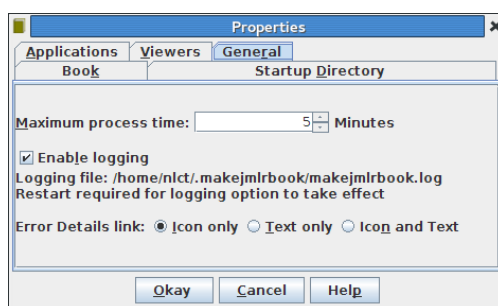 Properties
Applications Viewers General
Book Startup Directory
Maximum process time: 5 Minutes
Enable logging
Logging file: /home/nlct/.makejmlrbook/makejmlrbook.log
Restart required for logging option to take effect
Error Details link: Icon only Text only Icon and Text
Okay Cancel Help